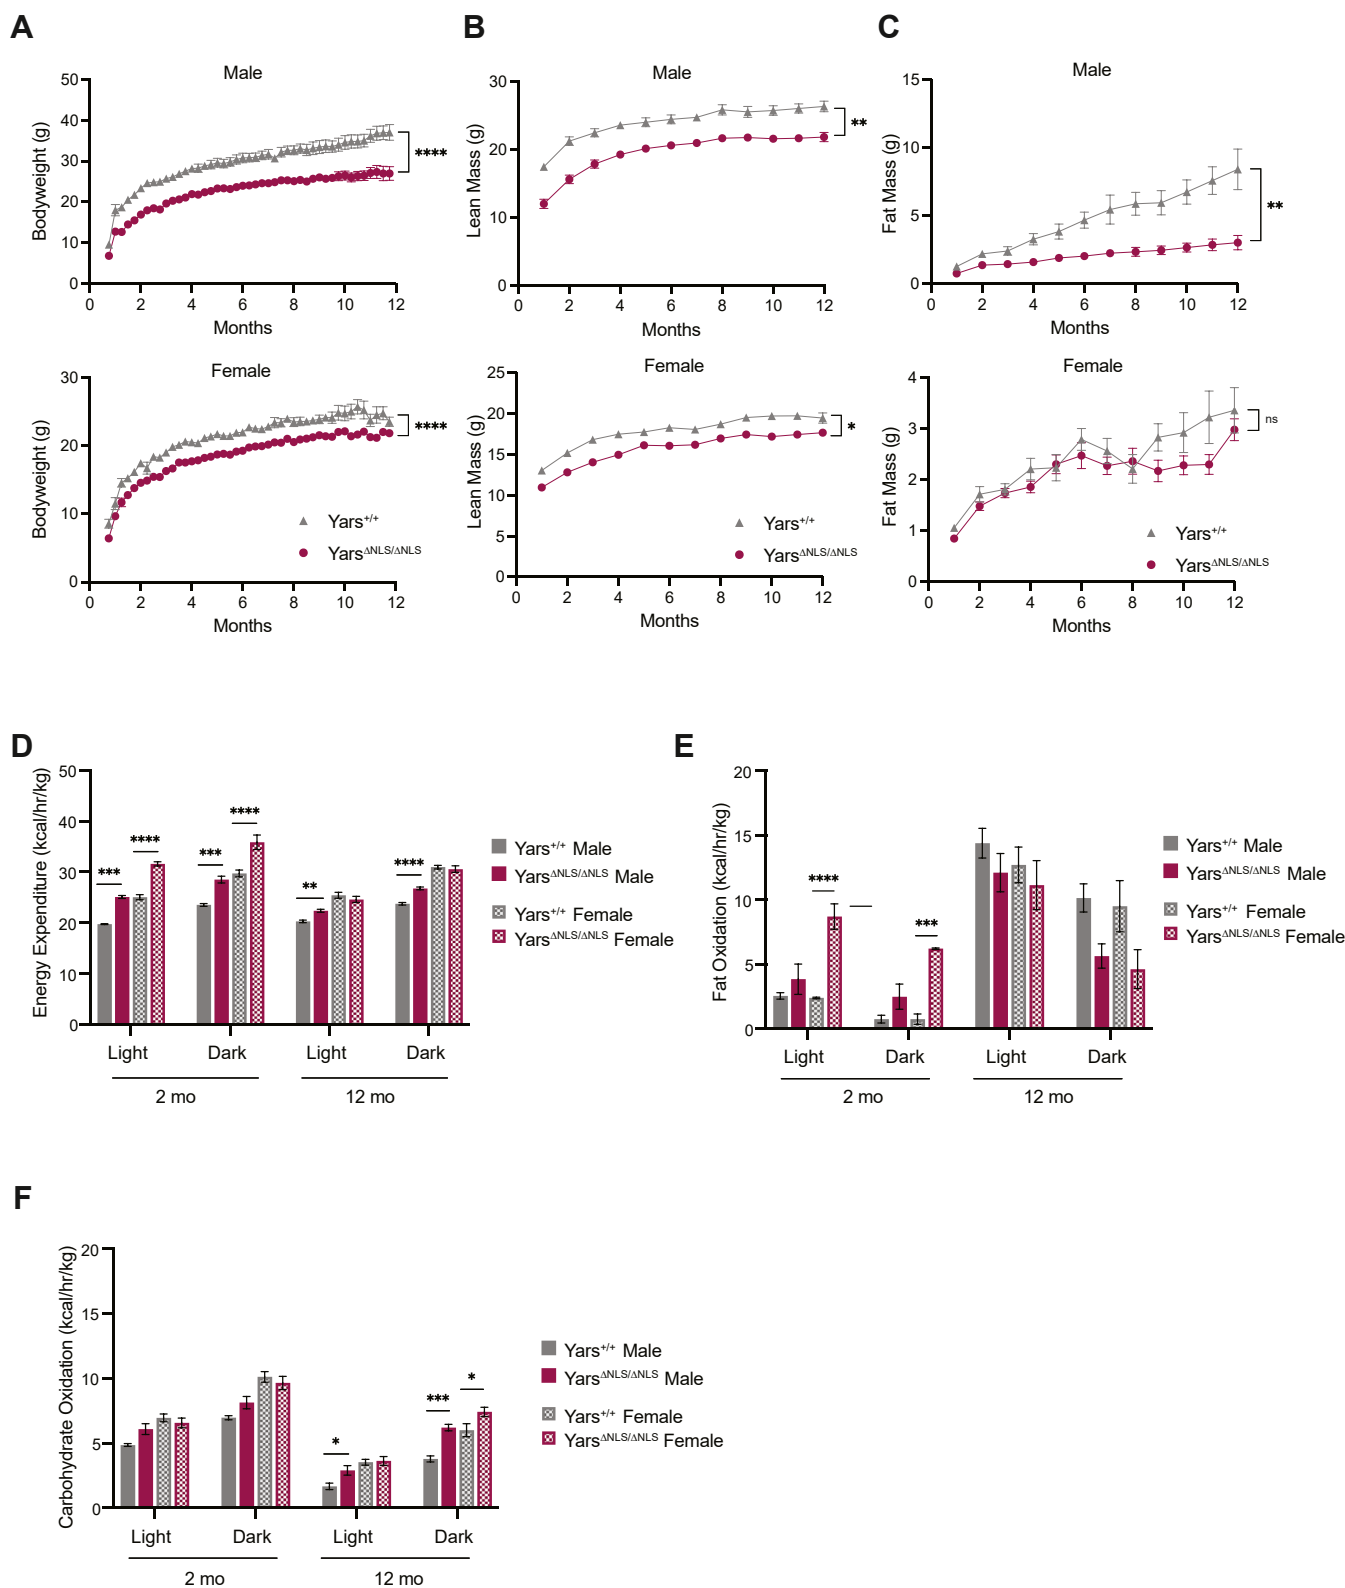 A
B
C
Male
Bodyweight (g)
50
40
30
20
10
0
0 2 4 6 8 10 12
Months
****
Male
Lean Mass (g)
30
20
10
0
0 2 4 6 8 10 12
Months
**
Male
Fat Mass (g)
15
10
5
0
0 2 4 6 8 10 12
Months
**
Female
Bodyweight (g)
30
20
10
0
0 2 4 6 8 10 12
Months
****
Yars+/+
YarsΔNLS/ΔNLS
Female
Lean Mass (g)
25
20
15
10
5
0
0 2 4 6 8 10 12
Months
*
Yars+/+
YarsΔNLS/ΔNLS
Female
Fat Mass (g)
4
3
2
1
0
0 2 4 6 8 10 12
Months
ns
Yars+/+
YarsΔNLS/ΔNLS
D
Energy Expenditure (kcal/hr/kg)
50
40
30
20
10
0
*** **** *** **** ** ****
Light Dark Light Dark
2 mo 12 mo
Yars+/+ Male
YarsΔNLS/ΔNLS Male
Yars+/+ Female
YarsΔNLS/ΔNLS Female
E
Fat Oxidation (kcal/hr/kg)
20
15
10
5
0
**** ***
Light Dark Light Dark
2 mo 12 mo
Yars+/+ Male
YarsΔNLS/ΔNLS Male
Yars+/+ Female
YarsΔNLS/ΔNLS Female
F
Carbohydrate Oxidation (kcal/hr/kg)
20
15
10
5
0
* *** *
Light Dark Light Dark
2 mo 12 mo
Yars+/+ Male
YarsΔNLS/ΔNLS Male
Yars+/+ Female
YarsΔNLS/ΔNLS Female